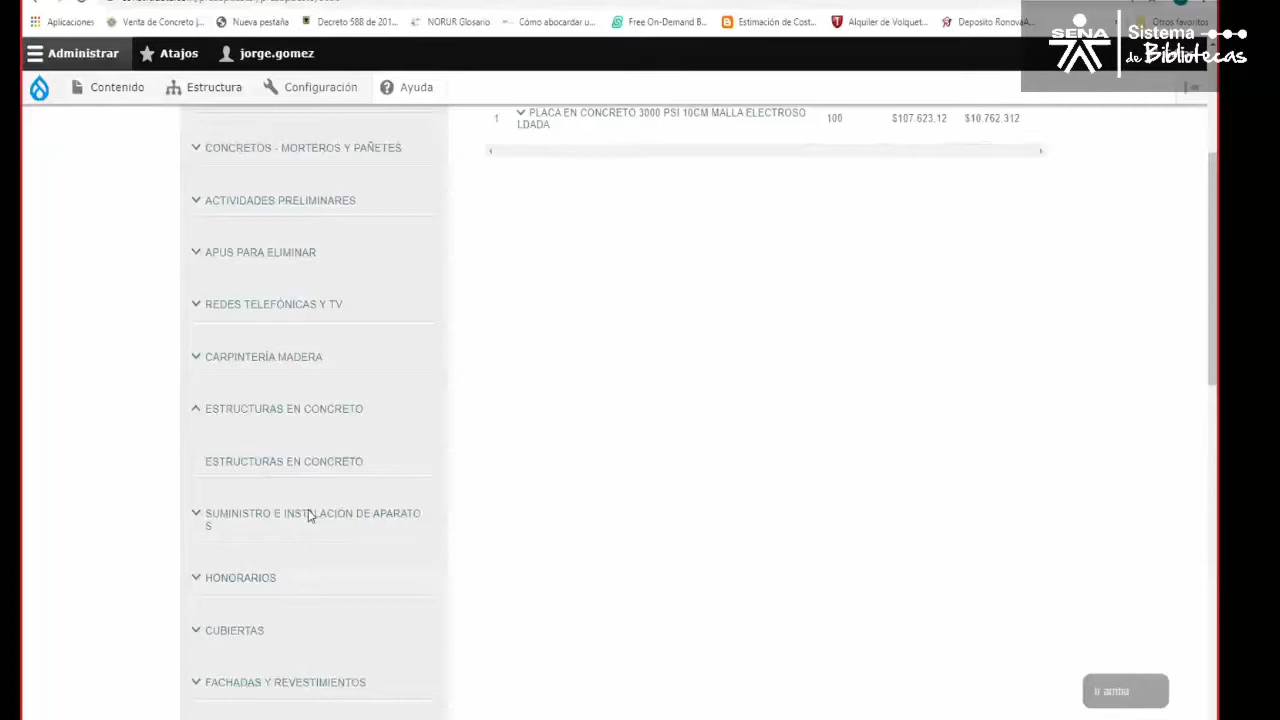 Aplicaciones Venta de Concreto j... Nueva pestaña Decreto 588 de 201... NORUR Glosario Cómo abocardar u... Free On-Demand B... Estimación de Cost... Alquiler de Volquet... Deposito RonovaA... Otros favoritos
SENA Sistema de Bibliotecas
Administrar Atajos jorge.gomez
Contenido Estructura Configuración Ayuda
1 PLACA EN CONCRETO 3000 PSI 10CM MALLA ELECTROSO 100 $107.623,12 $10.762.312
LDADA
CONCRETOS - MORTEROS Y PAÑETES
ACTIVIDADES PRELIMINARES
APUS PARA ELIMINAR
REDES TELEFÓNICAS Y TV
CARPINTERÍA MADERA
ESTRUCTURAS EN CONCRETO
ESTRUCTURAS EN CONCRETO
SUMINISTRO E INSTALACION DE APARATO
S
HONORARIOS
CUBIERTAS
FACHADAS Y REVESTIMIENTOS
Ir arriba